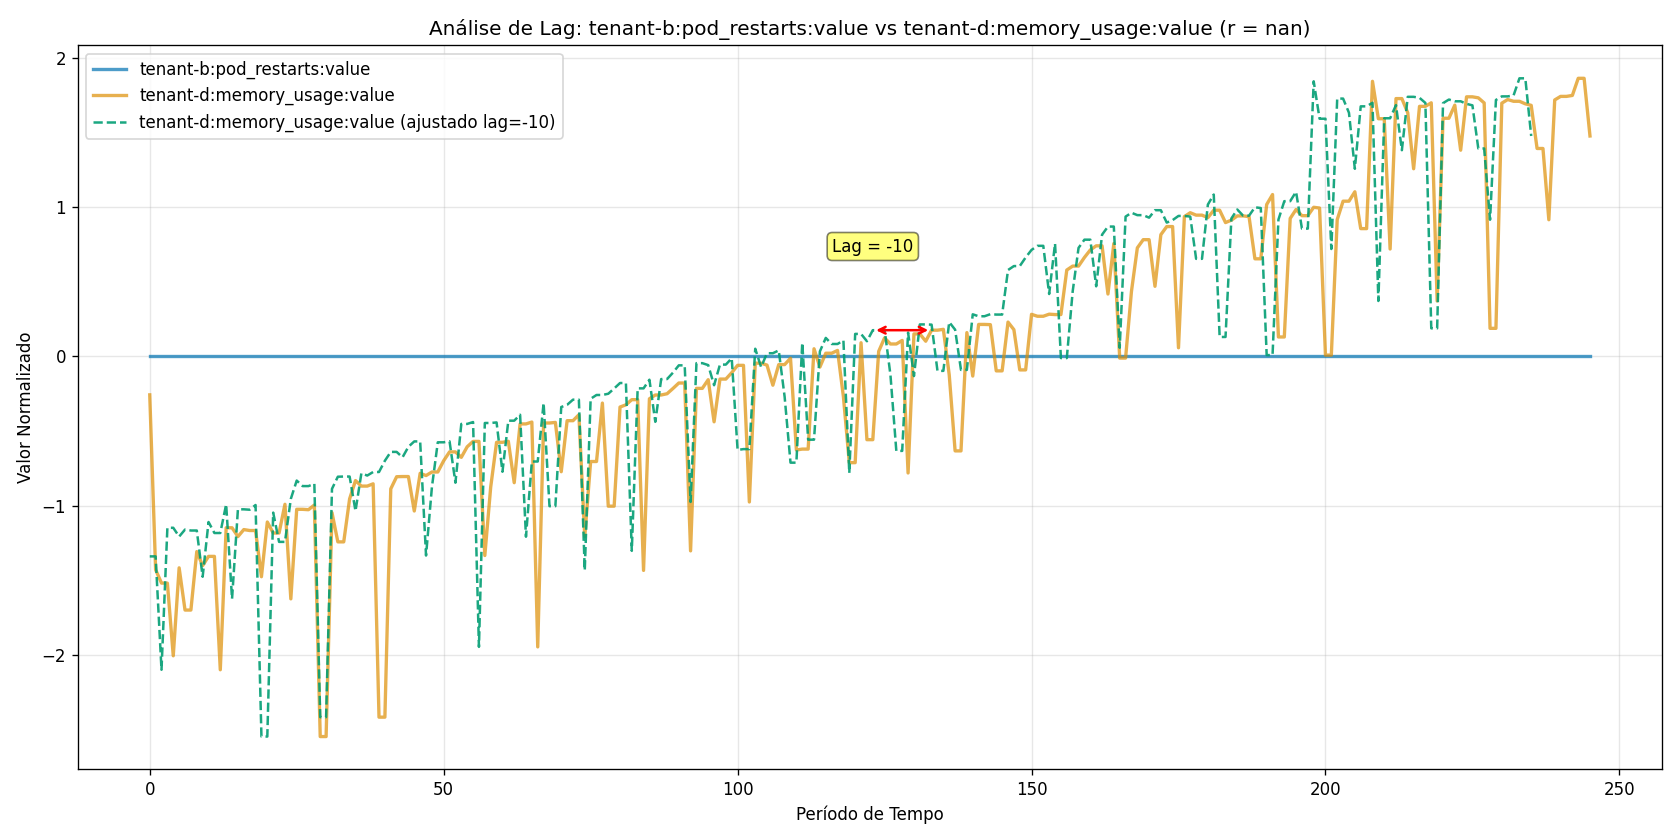 Análise de Lag: tenant-b:pod_restarts:value vs tenant-d:memory_usage:value (r = nan)
tenant-b:pod_restarts:value
tenant-d:memory_usage:value
tenant-d:memory_usage:value (ajustado lag=-10)
Lag = -10
Valor Normalizado
2
1
0
−1
−2
0 50 100 150 200 250
Período de Tempo